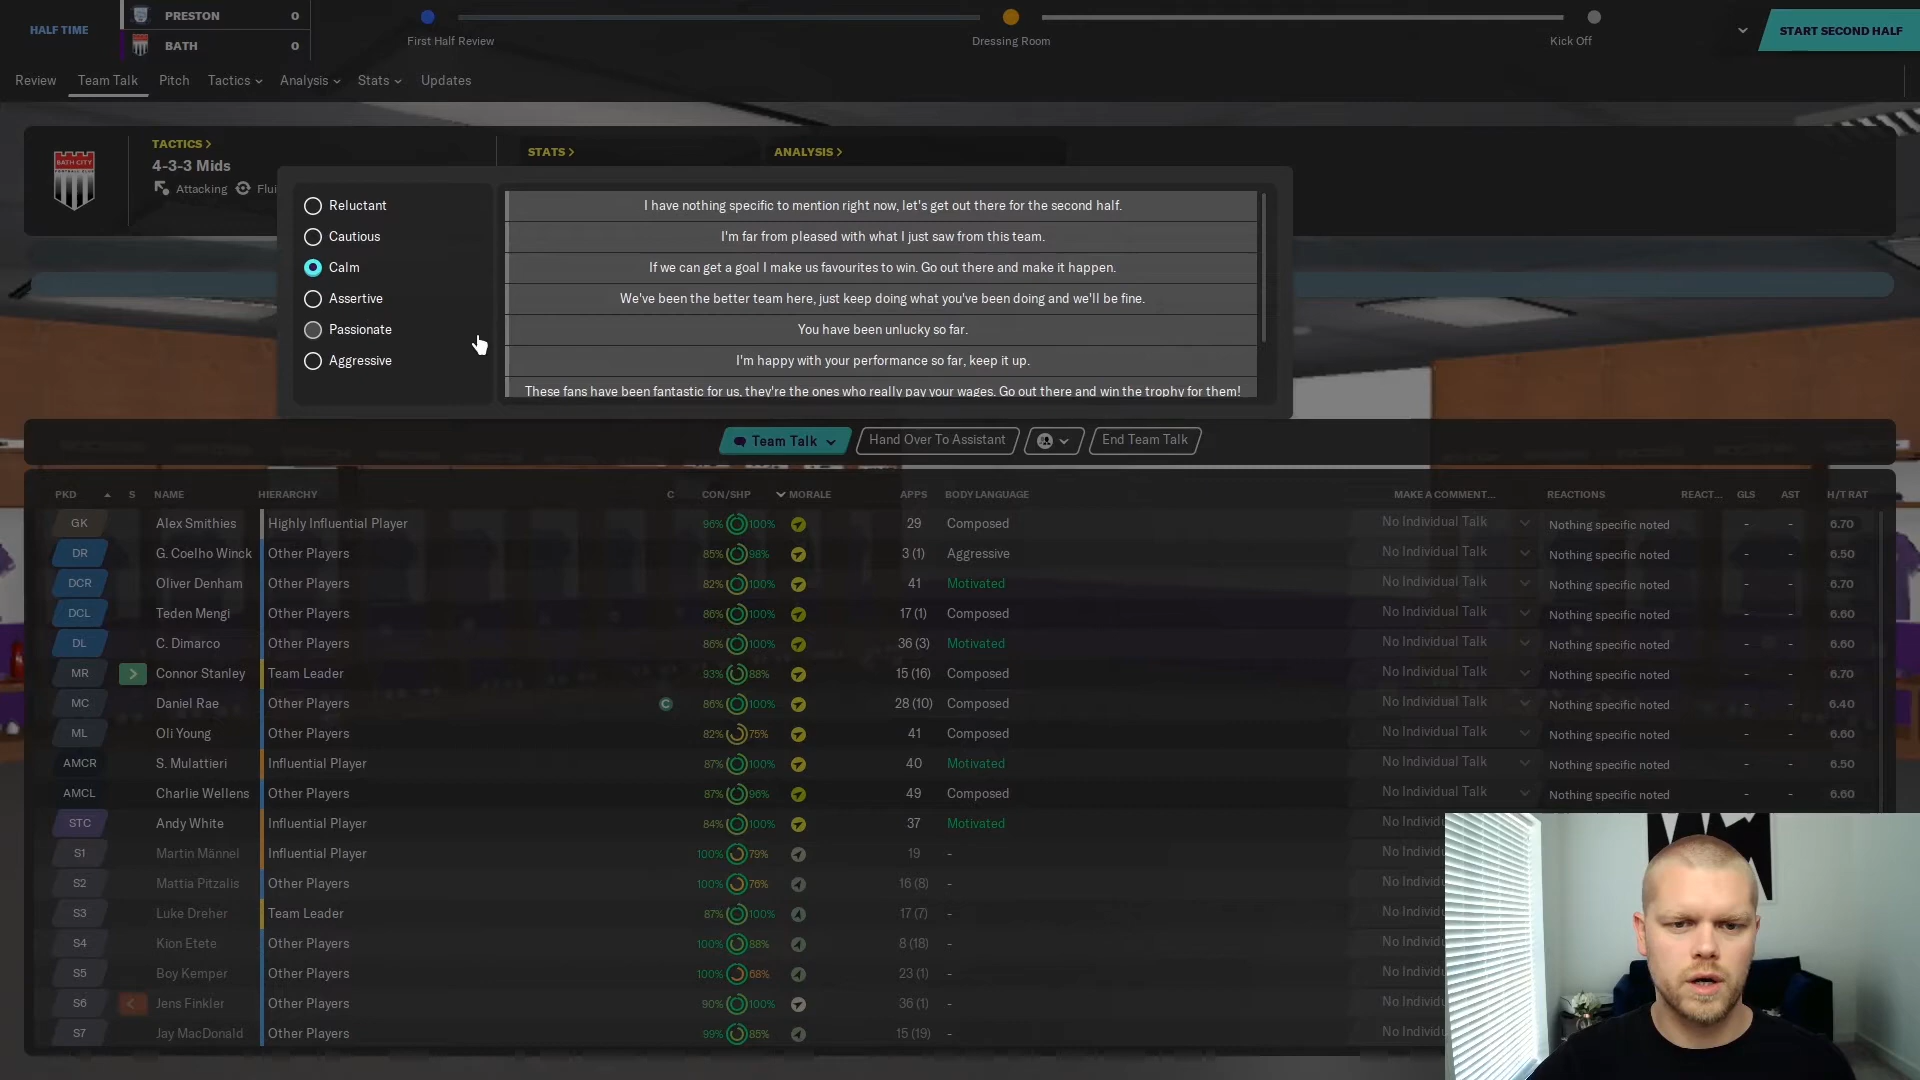 HALF TIME
PRESTON 0
BATH 0
First Half Review
Dressing Room
Kick Off
START SECOND HALF
Review Team Talk Pitch Tactics Analysis Stats Updates
BATH CITY
TACTICS >
4-3-3 Mids
Attacking Flui
STATS >
ANALYSIS >
Reluctant
Cautious
Calm
Assertive
Passionate
Aggressive
I have nothing specific to mention right now, let's get out there for the second half.
I'm far from pleased with what I just saw from this team.
If we can get a goal I make us favourites to win. Go out there and make it happen.
We've been the better team here, just keep doing what you've been doing and we'll be fine.
You have been unlucky so far.
I'm happy with your performance so far, keep it up.
These fans have been fantastic for us, they're the ones who really pay your wages. Go out there and win the trophy for them!
Team Talk Hand Over To Assistant End Team Talk
PKD S NAME HIERARCHY C CON/SHP MORALE APPS BODY LANGUAGE MAKE A COMMENT... REACTIONS REACT... GLS AST H/T RAT
GK Alex Smithies Highly Influential Player 96% 100% 29 Composed No Individual Talk Nothing specific noted - - 6.70
DR G. Coelho Winck Other Players 85% 98% 3 (1) Aggressive No Individual Talk Nothing specific noted - - 6.50
DCR Oliver Denham Other Players 82% 100% 41 Motivated No Individual Talk Nothing specific noted - - 6.70
DCL Teden Mengi Other Players 86% 100% 17 (1) Composed No Individual Talk Nothing specific noted - - 6.60
DL C. Dimarco Other Players 86% 100% 36 (3) Motivated No Individual Talk Nothing specific noted - - 6.60
MR Connor Stanley Team Leader 93% 88% 15 (16) Composed No Individual Talk Nothing specific noted - - 6.70
MC Daniel Rae Other Players C 86% 100% 28 (10) Composed No Individual Talk Nothing specific noted - - 6.40
ML Oli Young Other Players 82% 75% 41 Composed No Individual Talk Nothing specific noted - - 6.60
AMCR S. Mulattieri Influential Player 87% 100% 40 Motivated No Individual Talk Nothing specific noted - - 6.50
AMCL Charlie Wellens Other Players 87% 96% 49 Composed No Individual Talk Nothing specific noted - - 6.60
STC Andy White Influential Player 84% 100% 37 Motivated No Individu
S1 Martin Männel Influential Player 100% 79% 19 - No Individu
S2 Mattia Pitzalis Other Players 100% 76% 16 (8) - No Individu
S3 Luke Dreher Team Leader 87% 100% 17 (7) - No Individu
S4 Kion Etete Other Players 100% 88% 8 (18) - No Individu
S5 Boy Kemper Other Players 100% 68% 23 (1) - No Individu
S6 Jens Finkler Other Players 90% 100% 36 (1) - No Individu
S7 Jay MacDonald Other Players 99% 85% 15 (19) - No Individu